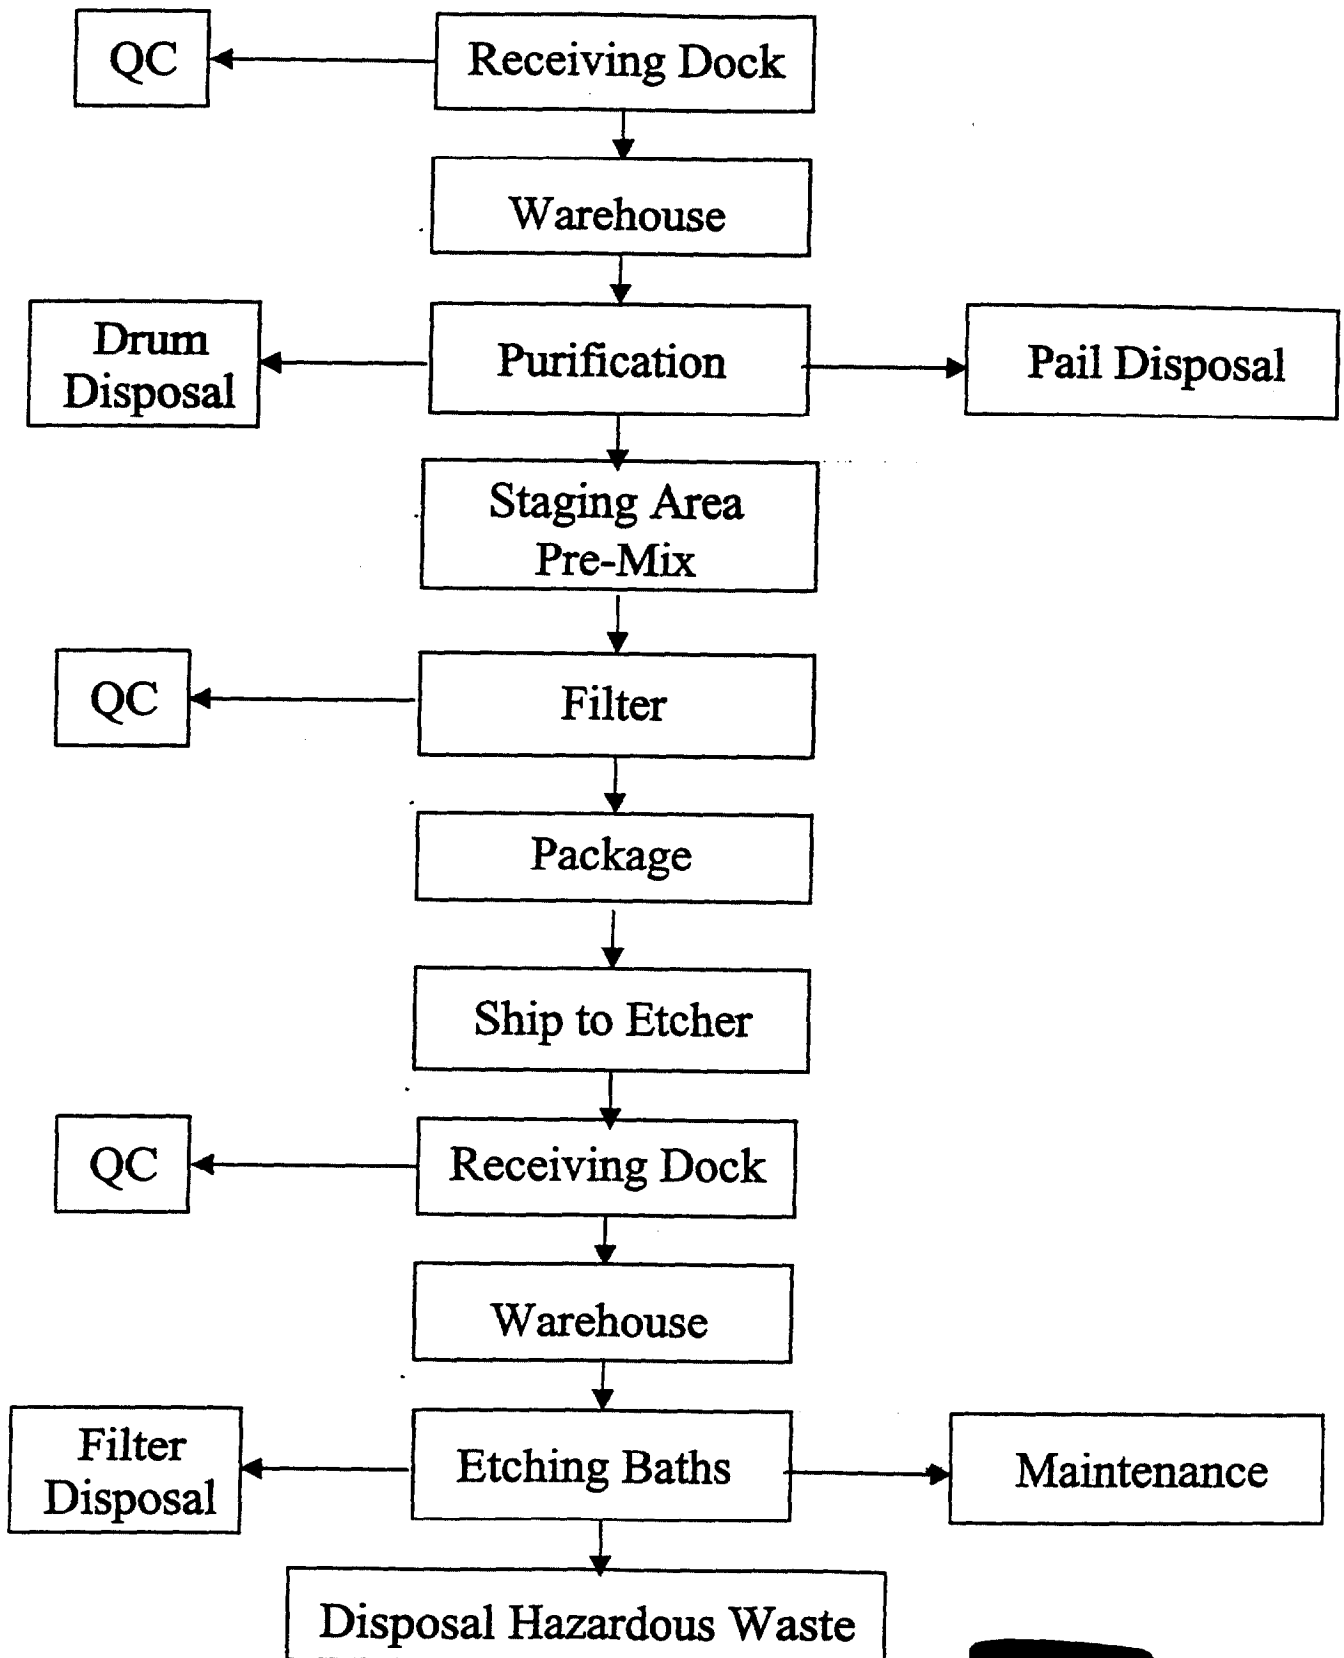 QC
Receiving Dock
Warehouse
Drum
Disposal
Purification
Pail Disposal
Staging Area
Pre-Mix
QC
Filter
Package
Ship to Etcher
QC
Receiving Dock
Warehouse
Filter
Disposal
Etching Baths
Maintenance
Disposal Hazardous Waste